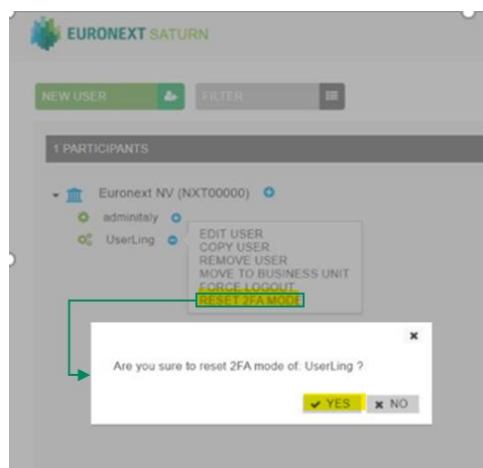 EURONEXT SATURN
NEW USER
FILTER
1 PARTICIPANTS
Euronext NV (NXT00000)
adminitaly
UserLing
EDIT USER
COPY USER
REMOVE USER
MOVE TO BUSINESS UNIT
FORCE LOGOUT
RESET 2FA MODE
Are you sure to reset 2FA mode of: UserLing ?
YES
NO